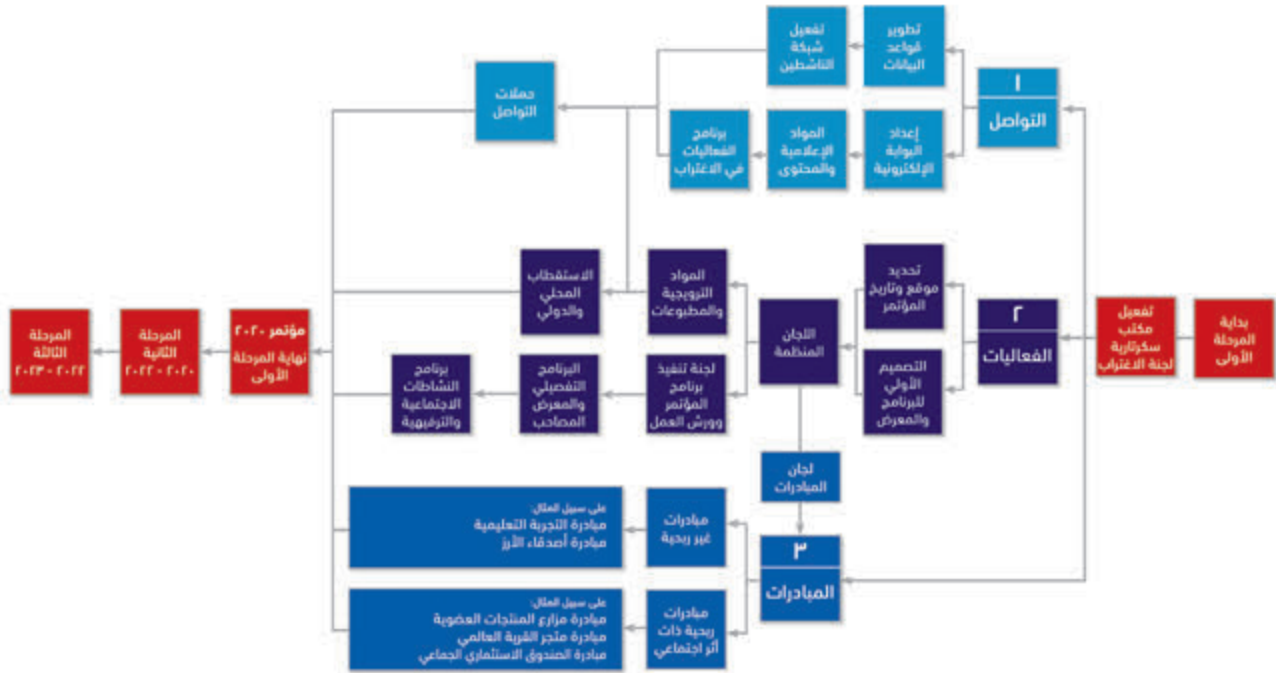 بداية
المرحلة
الأولى
تفعيل
مكتب
سكرتارية
لجنة الاغتراب
١
التواصل
تطوير
قواعد
البيانات
تفعيل
شبكة
الناشطين
إعداد
البوابة
الإلكترونية
المواد
الإعلامية
والمحتوى
برنامج
الفعاليات
في الاغتراب
حملات
التواصل
٢
الفعاليات
تحديد
موقع وتاريخ
المؤتمر
التصميم
الأولي
للبرنامج
والمعرض
اللجان
المنظمة
المواد
الترويجية
والمطبوعات
الاستقطاب
المحلي
والدولي
لجنة تنفيذ
برنامج
المؤتمر
وورش العمل
البرنامج
التفصيلي
والمعرض
المصاحب
برنامج
النشاطات
الاجتماعية
والترفيهية
لجان
المبادرات
٣
المبادرات
مبادرات
غير ربحية
على سبيل المثال:
مبادرة التجربة التعليمية
مبادرة أصدقاء الأرز
مبادرات
ربحية ذات
أثر اجتماعي
على سبيل المثال:
مبادرة مزارع المنتجات العضوية
مبادرة متجر القرية العالمي
مبادرة الصندوق الاستثماري الجماعي
مؤتمر ٢٠٢٠
نهاية المرحلة
الأولى
المرحلة
الثانية
٢٠٢٠ - ٢٠٢٢
المرحلة
الثالثة
٢٠٢٢ - ٢٠٢٣